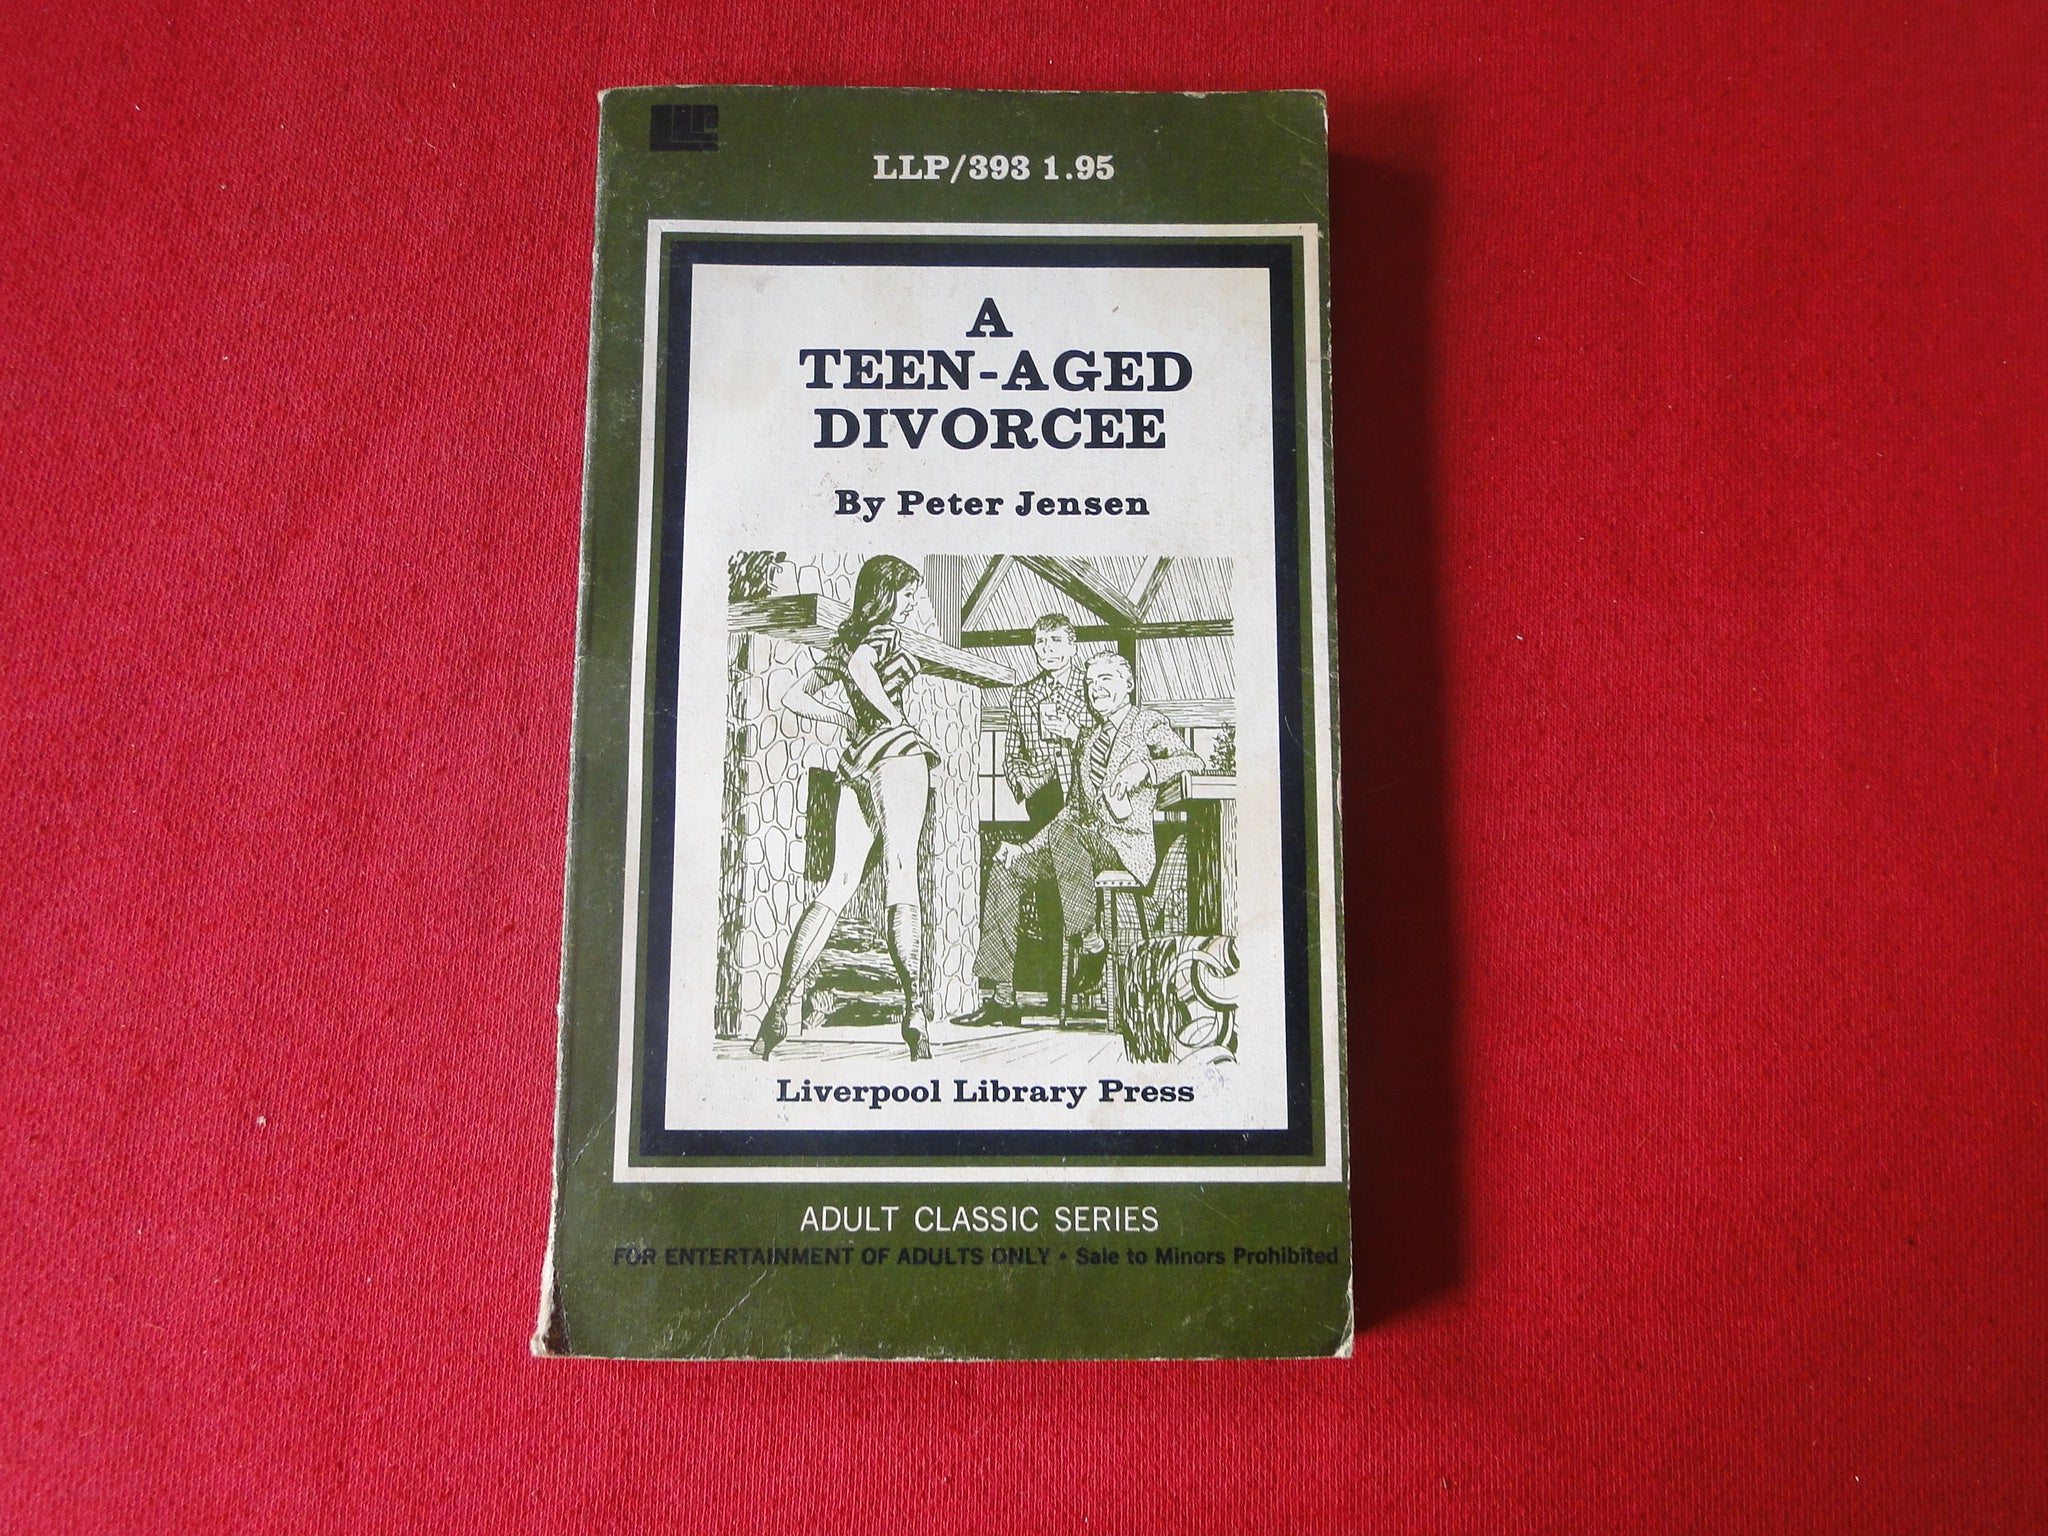 LLP
LLP/393 1.95
A
TEEN-AGED
DIVORCEE
By Peter Jensen
Liverpool Library Press
ADULT CLASSIC SERIES
FOR ENTERTAINMENT OF ADULTS ONLY • Sale to Minors Prohibited